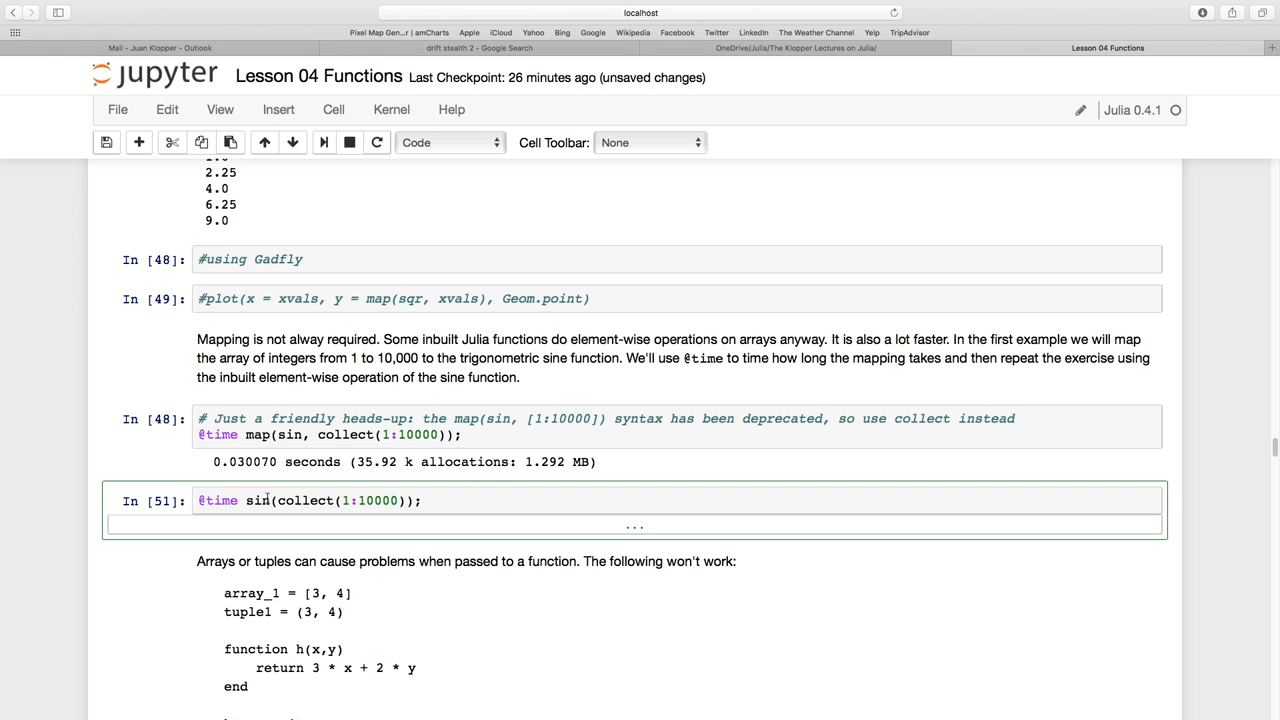 localhost
Pixel Map Gen...r | amCharts Apple iCloud Yahoo Bing Google Wikipedia Facebook Twitter LinkedIn The Weather Channel Yelp TripAdvisor
Mail - Juan Klopper - Outlook drift stealth 2 - Google Search OneDrive/Julia/The Klopper Lectures on Julia/ Lesson 04 Functions
jupyter Lesson 04 Functions Last Checkpoint: 26 minutes ago (unsaved changes)
File Edit View Insert Cell Kernel Help Julia 0.4.1
Code Cell Toolbar: None
2.25
4.0
6.25
9.0
In [48]: #using Gadfly
In [49]: #plot(x = xvals, y = map(sqr, xvals), Geom.point)
Mapping is not alway required. Some inbuilt Julia functions do element-wise operations on arrays anyway. It is also a lot faster. In the first example we will map
the array of integers from 1 to 10,000 to the trigonometric sine function. We'll use @time to time how long the mapping takes and then repeat the exercise using
the inbuilt element-wise operation of the sine function.
In [48]: # Just a friendly heads-up: the map(sin, [1:10000]) syntax has been deprecated, so use collect instead
@time map(sin, collect(1:10000));
0.030070 seconds (35.92 k allocations: 1.292 MB)
In [51]: @time sin(collect(1:10000));
...
Arrays or tuples can cause problems when passed to a function. The following won't work:
array_1 = [3, 4]
tuple1 = (3, 4)
function h(x,y)
return 3 * x + 2 * y
end